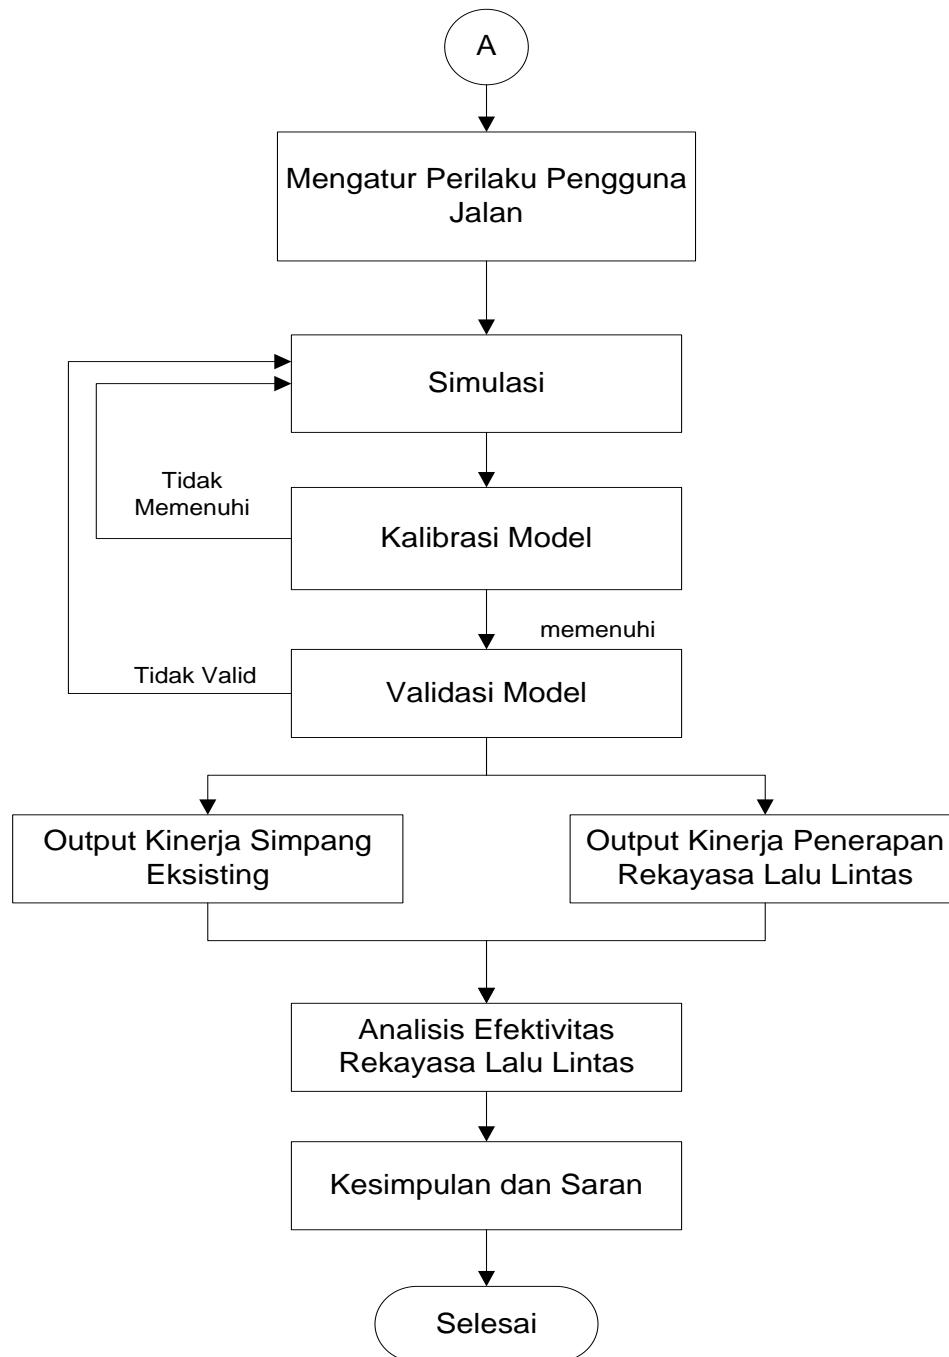 A
Mengatur Perilaku Pengguna
Jalan
Simulasi
Tidak
Memenuhi
Kalibrasi Model
memenuhi
Tidak Valid
Validasi Model
Output Kinerja Simpang
Eksisting
Output Kinerja Penerapan
Rekayasa Lalu Lintas
Analisis Efektivitas
Rekayasa Lalu Lintas
Kesimpulan dan Saran
Selesai